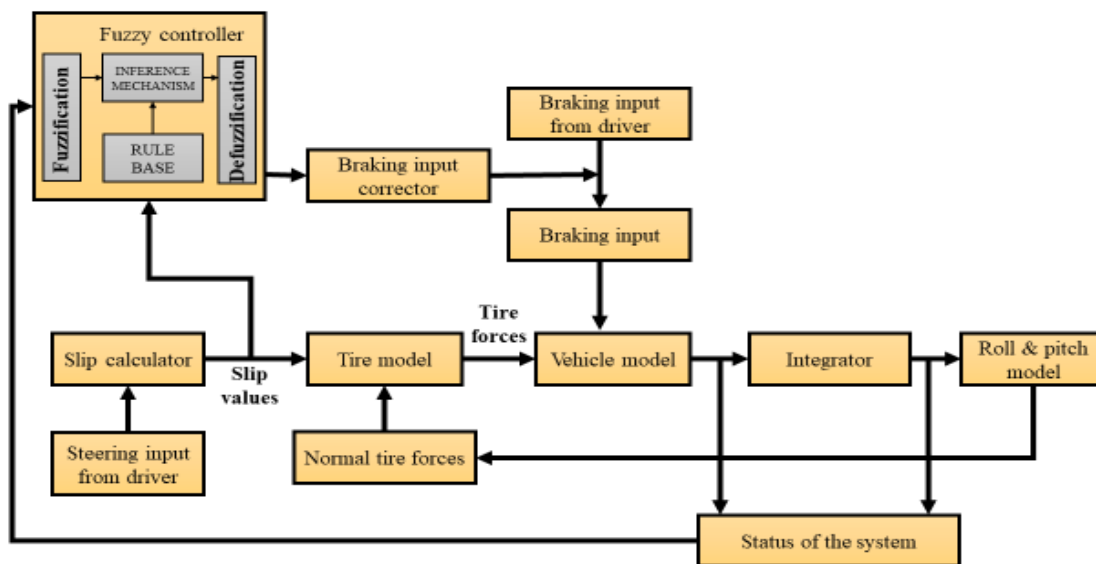 Fuzzy controller
Fuzzification
INFERENCE
MECHANISM
RULE
BASE
Defuzzification
Braking input
from driver
Braking input
corrector
Braking input
Slip calculator
Slip
values
Tire model
Tire
forces
Vehicle model
Integrator
Roll & pitch
model
Steering input
from driver
Normal tire forces
Status of the system